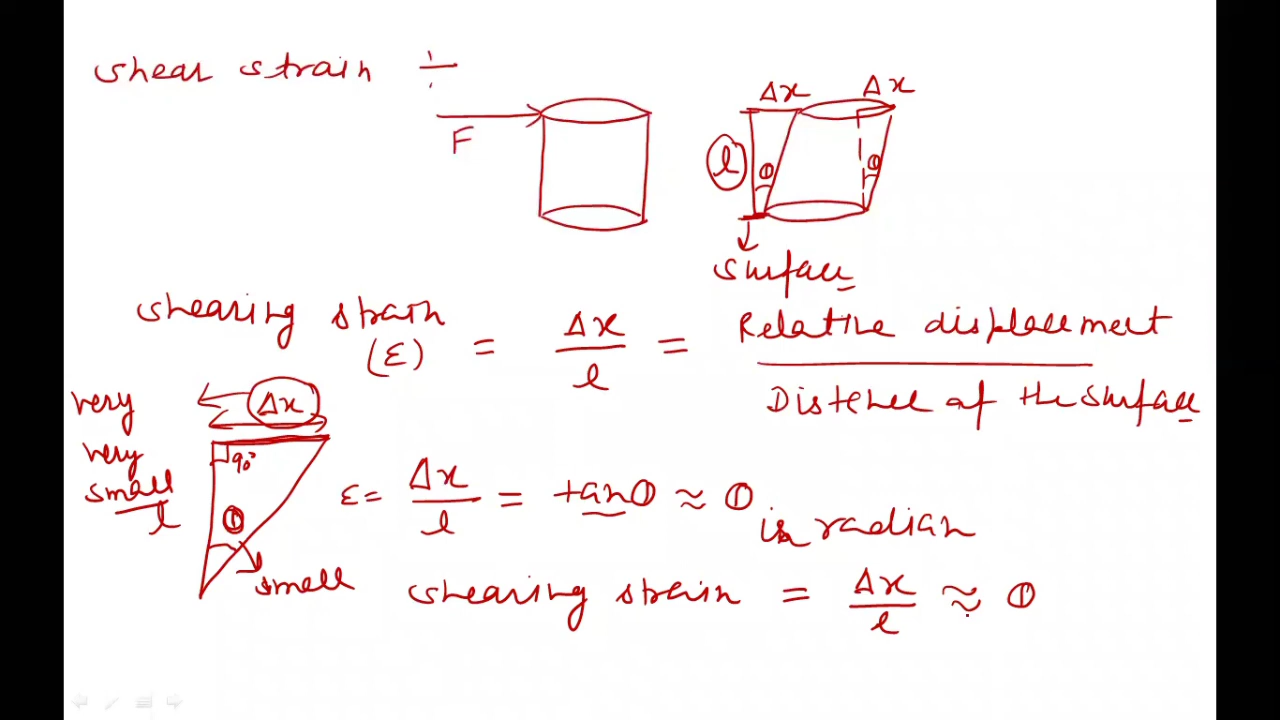 shear strain ÷
F
Δx Δx
l θ θ
surface
shearing strain (ε) = Δx/l = Relative displacement / Distence of the surface
very very small
Δx
90°
l
θ
small
ε = Δx/l = tanθ ≈ θ
in radian
shearing strain = Δx/l ≈ θ